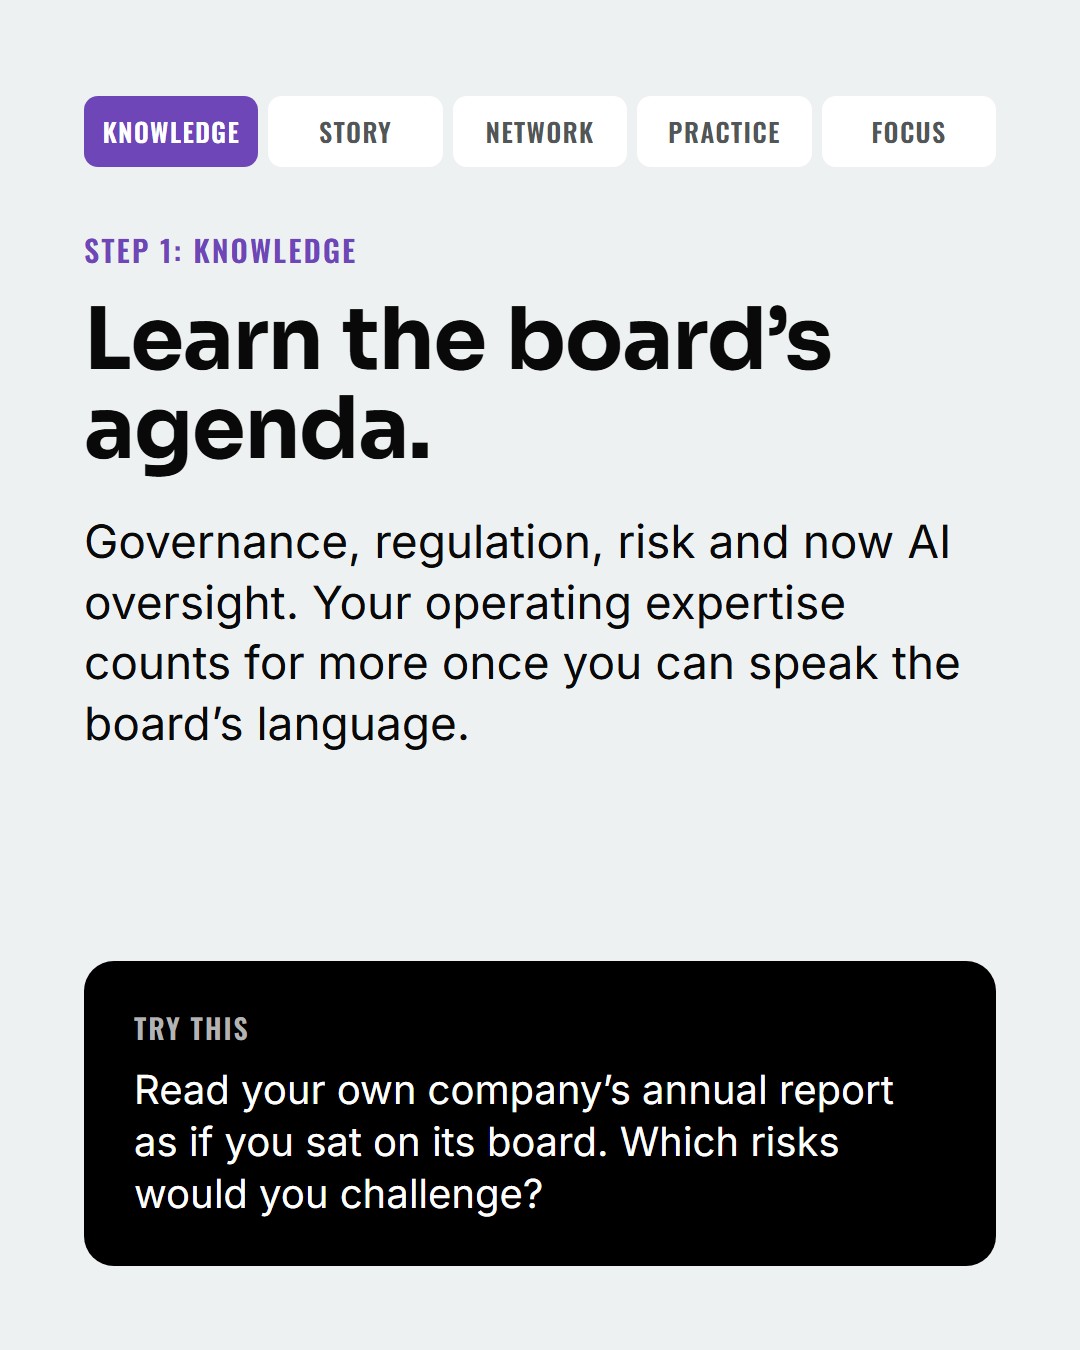 KNOWLEDGE STORY NETWORK PRACTICE FOCUS
STEP 1: KNOWLEDGE
Learn the board’s
agenda.
Governance, regulation, risk and now AI
oversight. Your operating expertise
counts for more once you can speak the
board’s language.
TRY THIS
Read your own company’s annual report
as if you sat on its board. Which risks
would you challenge?